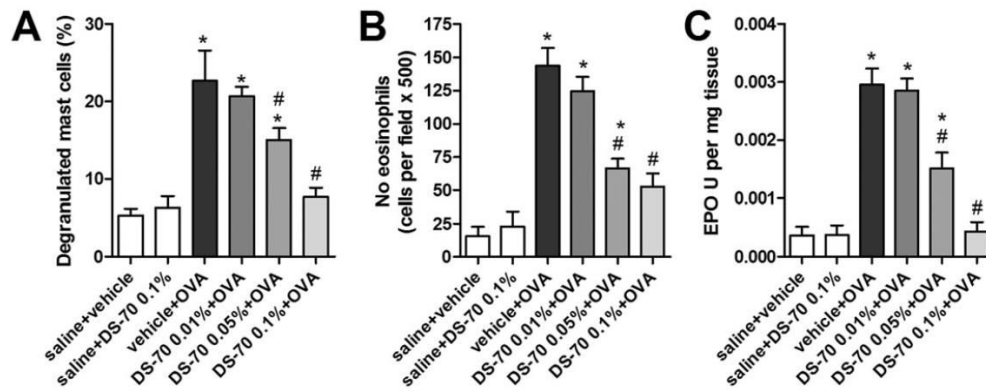 A
Degranulated mast cells (%)
30
20
10
0
*
*
#
*
#
saline+vehicle
saline+DS-70 0.1%
vehicle+OVA
DS-70 0.01%+OVA
DS-70 0.05%+OVA
DS-70 0.1%+OVA
B
No eosinophils
(cells per field x 500)
175
150
125
100
75
50
25
0
*
*
*
#
#
saline+vehicle
saline+DS-70 0.1%
vehicle+OVA
DS-70 0.01%+OVA
DS-70 0.05%+OVA
DS-70 0.1%+OVA
C
EPO U per mg tissue
0.004
0.003
0.002
0.001
0.000
*
*
*
#
#
saline+vehicle
saline+DS-70 0.1%
vehicle+OVA
DS-70 0.01%+OVA
DS-70 0.05%+OVA
DS-70 0.1%+OVA